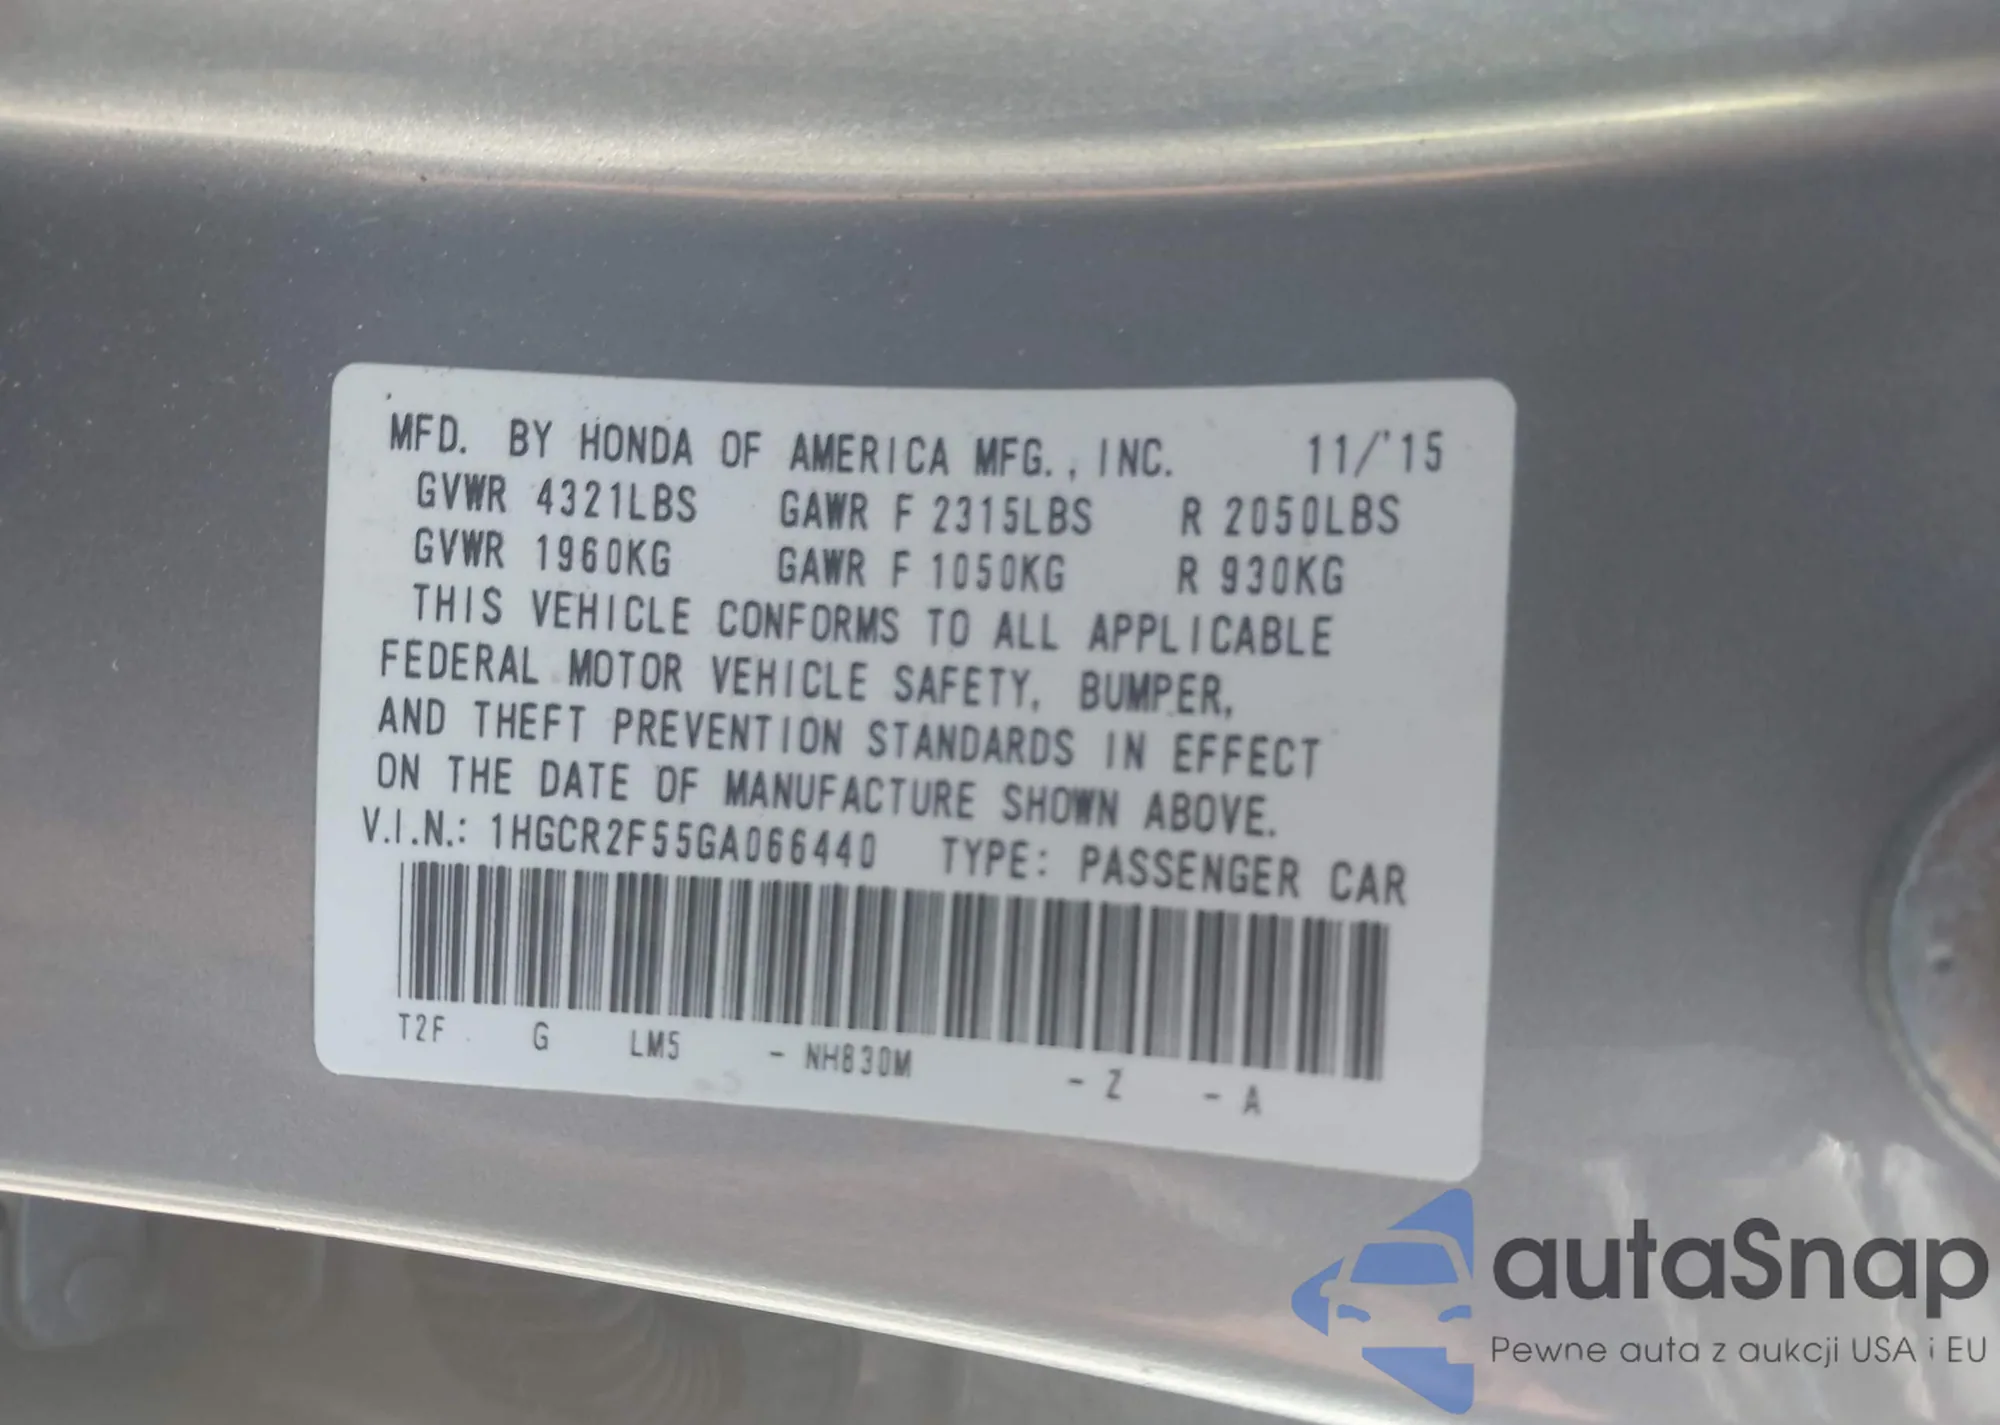 MFD. BY HONDA OF AMERICA MFG., INC. 11/'15
GVWR 4321LBS GAWR F 2315LBS R 2050LBS
GVWR 1960KG GAWR F 1050KG R 930KG
THIS VEHICLE CONFORMS TO ALL APPLICABLE
FEDERAL MOTOR VEHICLE SAFETY, BUMPER,
AND THEFT PREVENTION STANDARDS IN EFFECT
ON THE DATE OF MANUFACTURE SHOWN ABOVE.
V.I.N.: 1HGCR2F55GA066440 TYPE: PASSENGER CAR
T2F G LM5 - NH830M - Z - A
autaSnap
Pewne auta z aukcji USA i EU